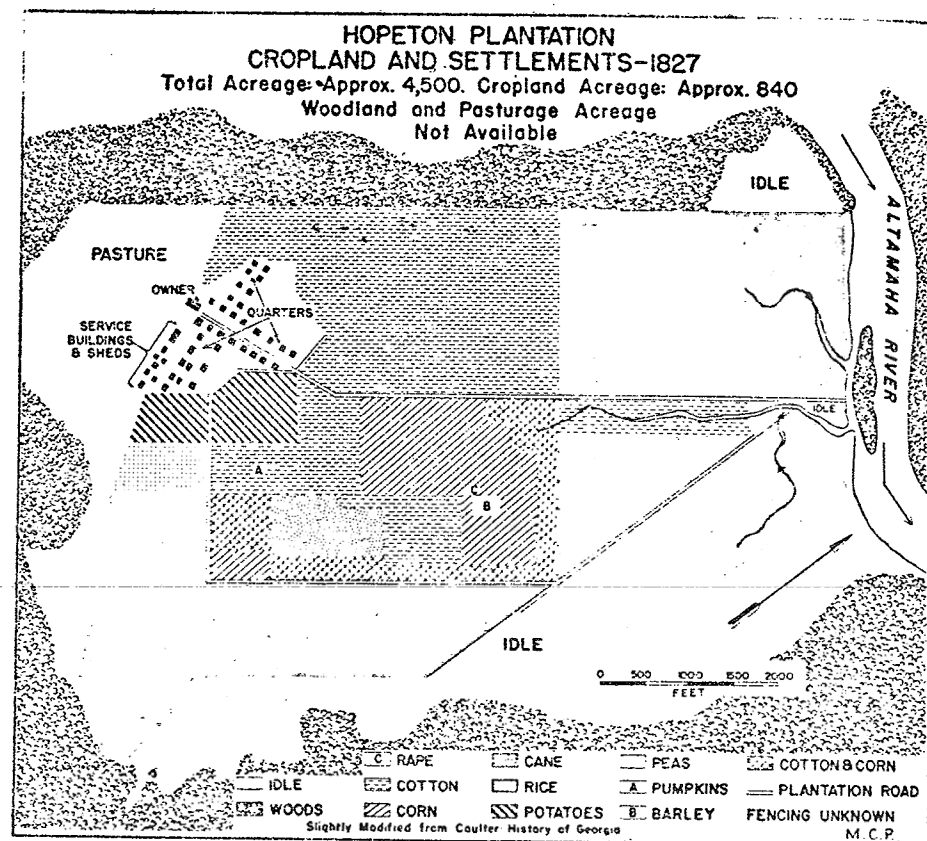 HOPETON PLANTATION
CROPLAND AND SETTLEMENTS-1827
Total Acreage: Approx. 4,500. Cropland Acreage: Approx. 840
Woodland and Pasturage Acreage
Not Available
IDLE
ALTAMAHA RIVER
PASTURE
OWNER
QUARTERS
SERVICE
BUILDINGS
& SHEDS
IDLE
A
C
B
IDLE
0 500 1000 1500 2000
FEET
C RAPE CANE PEAS COTTON & CORN
IDLE COTTON RICE A PUMPKINS PLANTATION ROAD
WOODS CORN POTATOES B BARLEY FENCING UNKNOWN
Slightly Modified from Coulter History of Georgia
M.C.P.